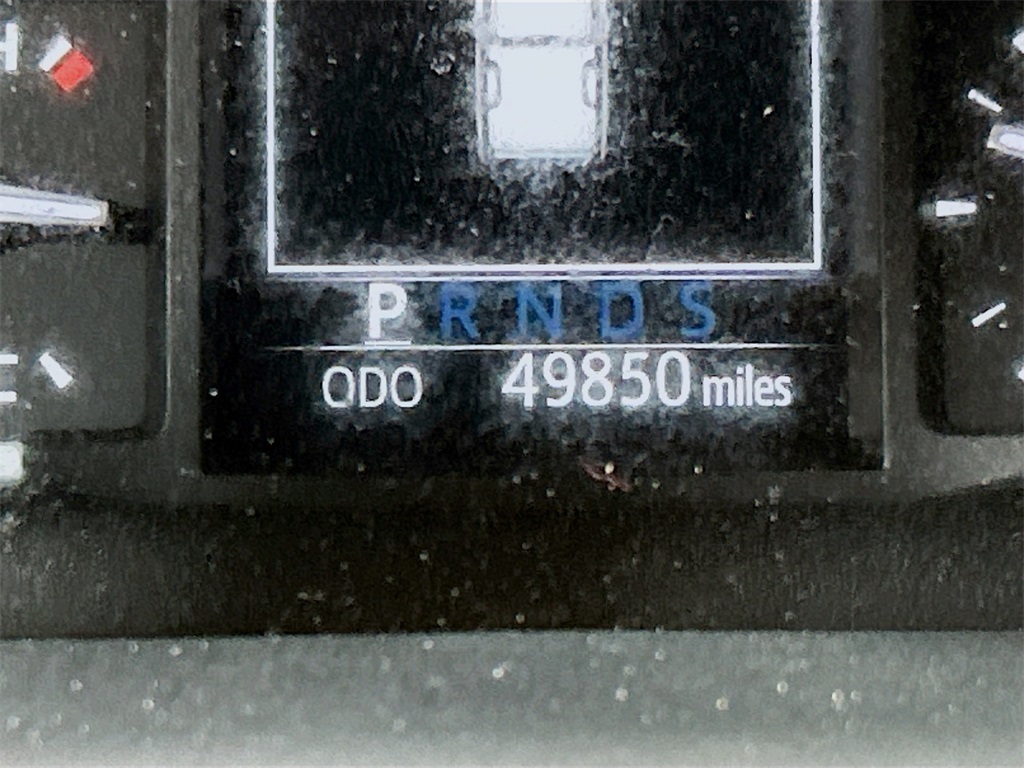 H
P R N D S
ODO 49850 miles